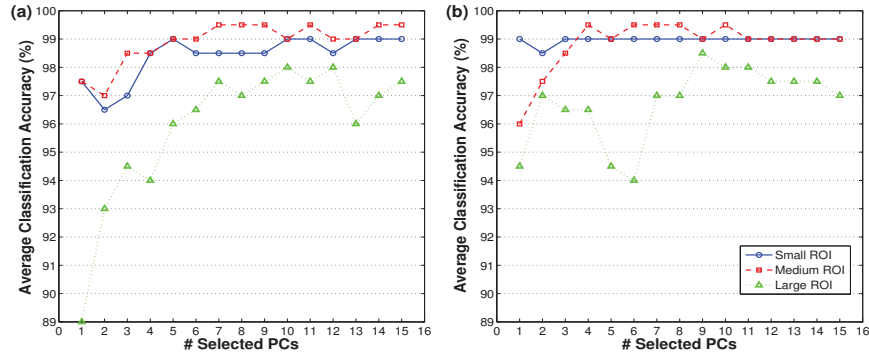 (a)
Average Classification Accuracy (%)
100
99
98
97
96
95
94
93
92
91
90
89
0 1 2 3 4 5 6 7 8 9 10 11 12 13 14 15 16
# Selected PCs
(b)
Average Classification Accuracy (%)
100
99
98
97
96
95
94
93
92
91
90
89
0 1 2 3 4 5 6 7 8 9 10 11 12 13 14 15 16
# Selected PCs
Small ROI
Medium ROI
Large ROI